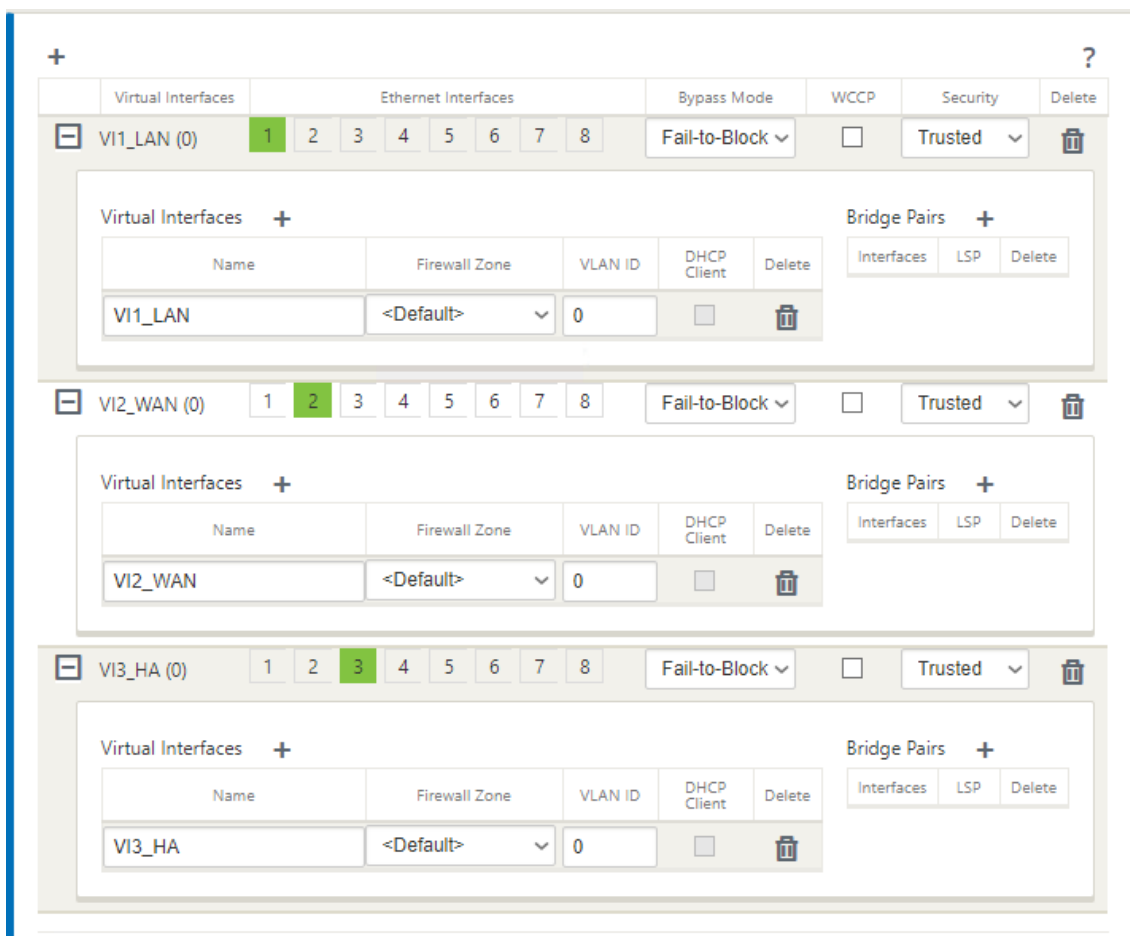 + ?
Virtual Interfaces Ethernet Interfaces Bypass Mode WCCP Security Delete
VI1_LAN (0) 1 2 3 4 5 6 7 8 Fail-to-Block Trusted
Virtual Interfaces + Bridge Pairs +
Name Firewall Zone VLAN ID DHCP Client Delete Interfaces LSP Delete
VI1_LAN <Default> 0
VI2_WAN (0) 1 2 3 4 5 6 7 8 Fail-to-Block Trusted
Virtual Interfaces + Bridge Pairs +
Name Firewall Zone VLAN ID DHCP Client Delete Interfaces LSP Delete
VI2_WAN <Default> 0
VI3_HA (0) 1 2 3 4 5 6 7 8 Fail-to-Block Trusted
Virtual Interfaces + Bridge Pairs +
Name Firewall Zone VLAN ID DHCP Client Delete Interfaces LSP Delete
VI3_HA <Default> 0